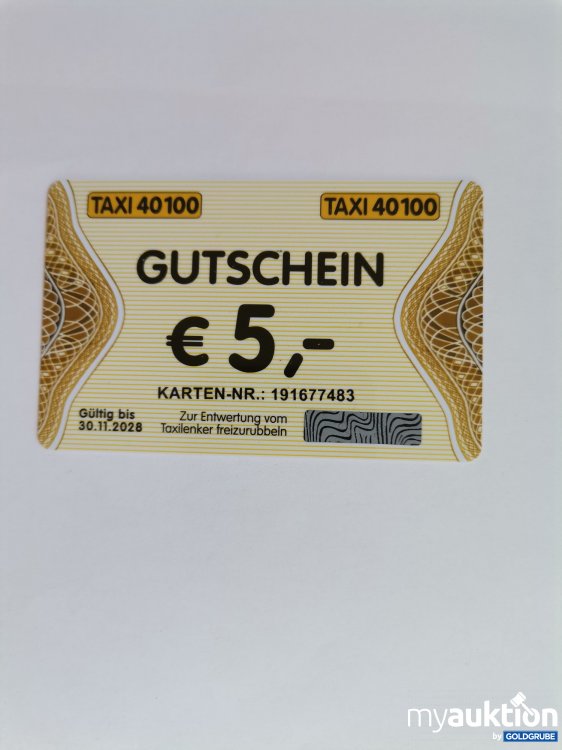 TAXI 40100 TAXI 40100
GUTSCHEIN
€ 5,-
KARTEN-NR.: 191677483
Gültig bis
30.11.2028
Zur Entwertung vom
Taxilenker freizurubbeln
myauktion
by GOLDGRUBE